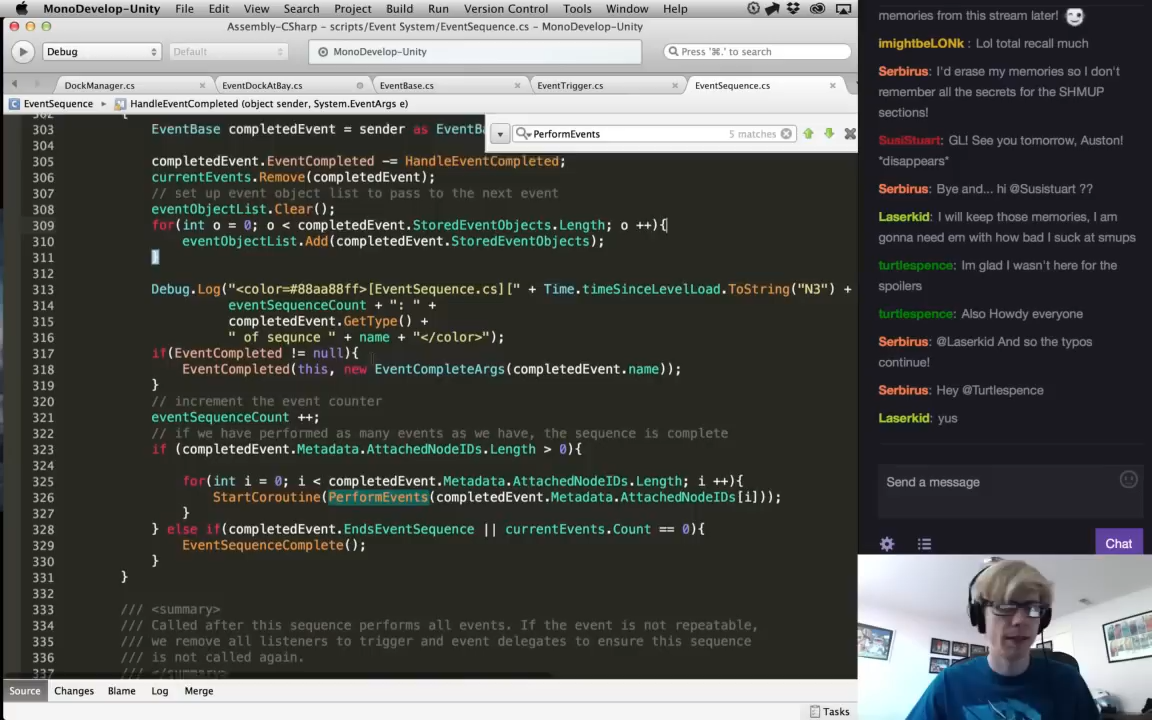 MonoDevelop-Unity File Edit View Search Project Build Run Version Control Tools Window Help
Assembly-CSharp - scripts/Event System/EventSequence.cs - MonoDevelop-Unity
Debug
Default
MonoDevelop-Unity
Press '⌘.' to search
DockManager.cs
EventDockAtBay.cs
EventBase.cs
EventTrigger.cs
EventSequence.cs
EventSequence
HandleEventCompleted (object sender, System.EventArgs e)
PerformEvents
5 matches
303 EventBase completedEvent = sender as EventB
304
305 completedEvent.EventCompleted -= HandleEventCompleted;
306 currentEvents.Remove(completedEvent);
307 // set up event object list to pass to the next event
308 eventObjectList.Clear();
309 for(int o = 0; o < completedEvent.StoredEventObjects.Length; o ++){
310 eventObjectList.Add(completedEvent.StoredEventObjects);
311 }
312
313 Debug.Log("<color=#88aa88ff>[EventSequence.cs][" + Time.timeSinceLevelLoad.ToString("N3") +
314 eventSequenceCount + ": " +
315 completedEvent.GetType() +
316 " of sequnce " + name + "</color>");
317 if(EventCompleted != null){
318 EventCompleted(this, new EventCompleteArgs(completedEvent.name));
319 }
320 // increment the event counter
321 eventSequenceCount ++;
322 // if we have performed as many events as we have, the sequence is complete
323 if (completedEvent.Metadata.AttachedNodeIDs.Length > 0){
324
325 for(int i = 0; i < completedEvent.Metadata.AttachedNodeIDs.Length; i ++){
326 StartCoroutine(PerformEvents(completedEvent.Metadata.AttachedNodeIDs[i]));
327 }
328 } else if(completedEvent.EndsEventSequence || currentEvents.Count == 0){
329 EventSequenceComplete();
330 }
331 }
332
333 /// <summary>
334 /// Called after this sequence performs all events. If the event is not repeatable,
335 /// we remove all listeners to trigger and event delegates to ensure this sequence
336 /// is not called again.
337 /// </summary>
Source Changes Blame Log Merge
Tasks
memories from this stream later!
imightbeLONk : Lol total recall much
Serbirus: I'd erase my memories so I don't
remember all the secrets for the SHMUP
sections!
SusiStuart: GL! See you tomorrow, Auston!
*disappears*
Serbirus: Bye and... hi @Susistuart ??
Laserkid: I will keep those memories, I am
gonna need em with how bad I suck at smups
turtlespence: Im glad I wasn't here for the
spoilers
turtlespence: Also Howdy everyone
Serbirus: @Laserkid And so the typos
continue!
Serbirus: Hey @Turtlespence
Laserkid: yus
Send a message
Chat